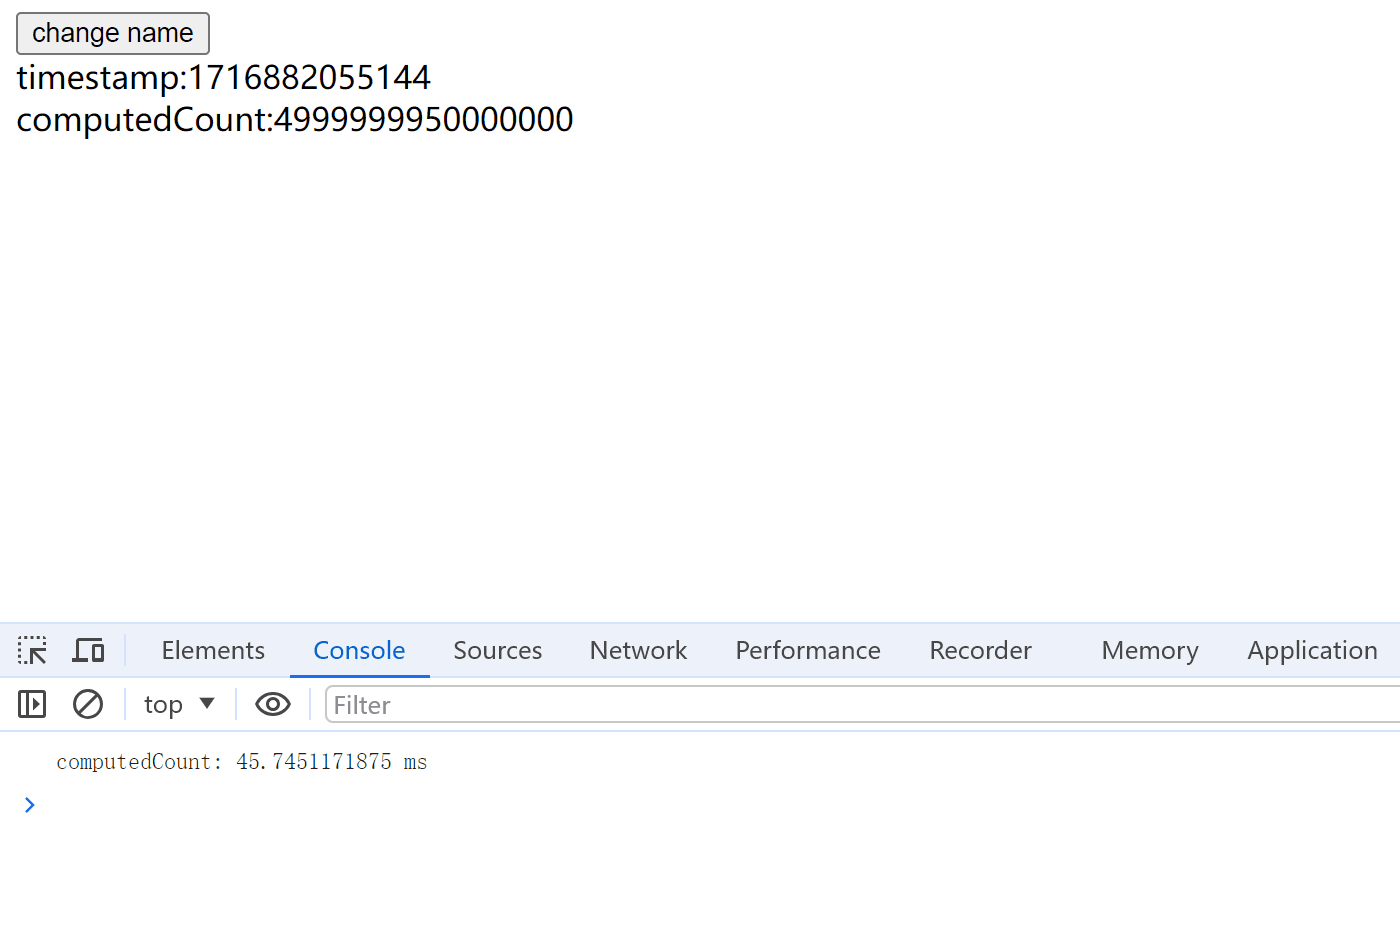 change name
timestamp:1716882055144
computedCount:4999999950000000
Elements Console Sources Network Performance Recorder Memory Application
top Filter
computedCount: 45.7451171875 ms